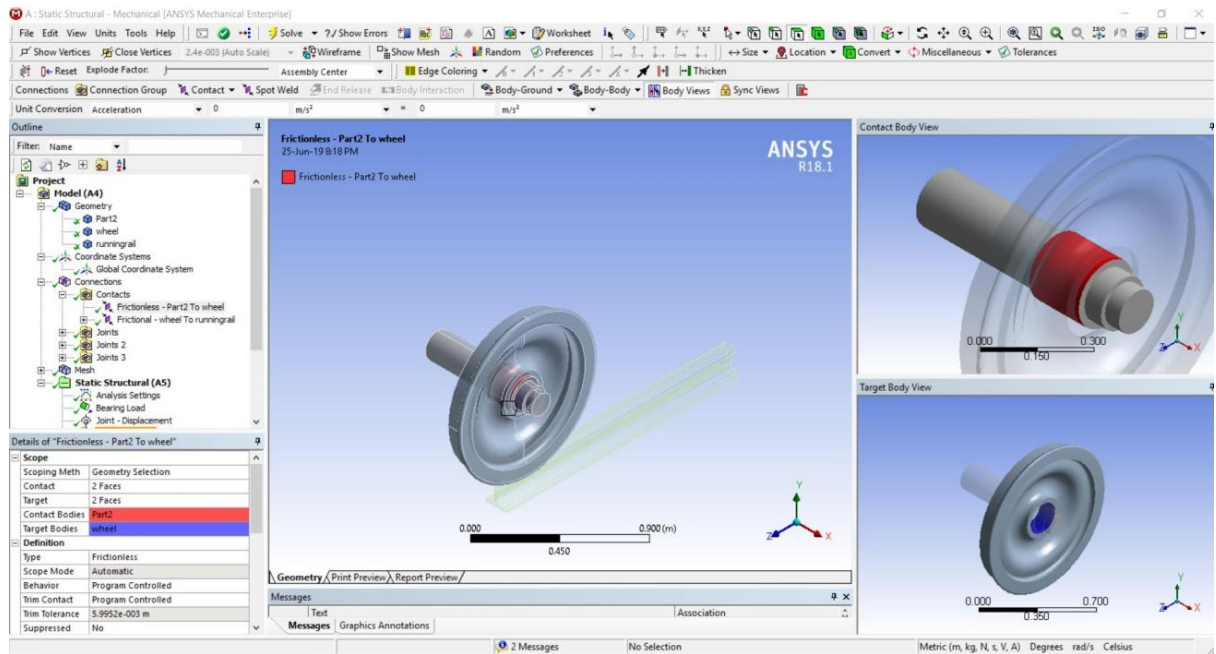 A : Static Structural - Mechanical [ANSYS Mechanical Enterprise]
File Edit View Units Tools Help Solve ?/ Show Errors Worksheet
Show Vertices Close Vertices 2.4e-003 (Auto Scale) Wireframe Show Mesh Random Preferences Size Location Convert Miscellaneous Tolerances
Reset Explode Factor: Assembly Center Edge Coloring Thicken
Connections Connection Group Contact Spot Weld End Release Body Interaction Body-Ground Body-Body Body Views Sync Views
Unit Conversion Acceleration 0 m/s² = 0 m/s²
Outline
Filter: Name
Project
Model (A4)
Geometry
Part2
wheel
runningrail
Coordinate Systems
Global Coordinate System
Connections
Contacts
Frictionless - Part2 To wheel
Frictional - wheel To runningrail
Joints
Joints 2
Joints 3
Mesh
Static Structural (A5)
Analysis Settings
Bearing Load
Joint - Displacement
Details of "Frictionless - Part2 To wheel"
Scope
Scoping Meth Geometry Selection
Contact 2 Faces
Target 2 Faces
Contact Bodies Part2
Target Bodies wheel
Definition
Type Frictionless
Scope Mode Automatic
Behavior Program Controlled
Trim Contact Program Controlled
Trim Tolerance 5.9952e-003 m
Suppressed No
Frictionless - Part2 To wheel
25-Jun-19 8:18 PM
Frictionless - Part2 To wheel
ANSYS
R18.1
0.000 0.900 (m)
0.450
Y
Z X
Geometry Print Preview Report Preview
Messages
Text Association
Messages Graphics Annotations
Contact Body View
0.000 0.300
0.150
Y
Z X
Target Body View
0.000 0.700
0.350
Y
Z X
2 Messages No Selection Metric (m, kg, N, s, V, A) Degrees rad/s Celsius